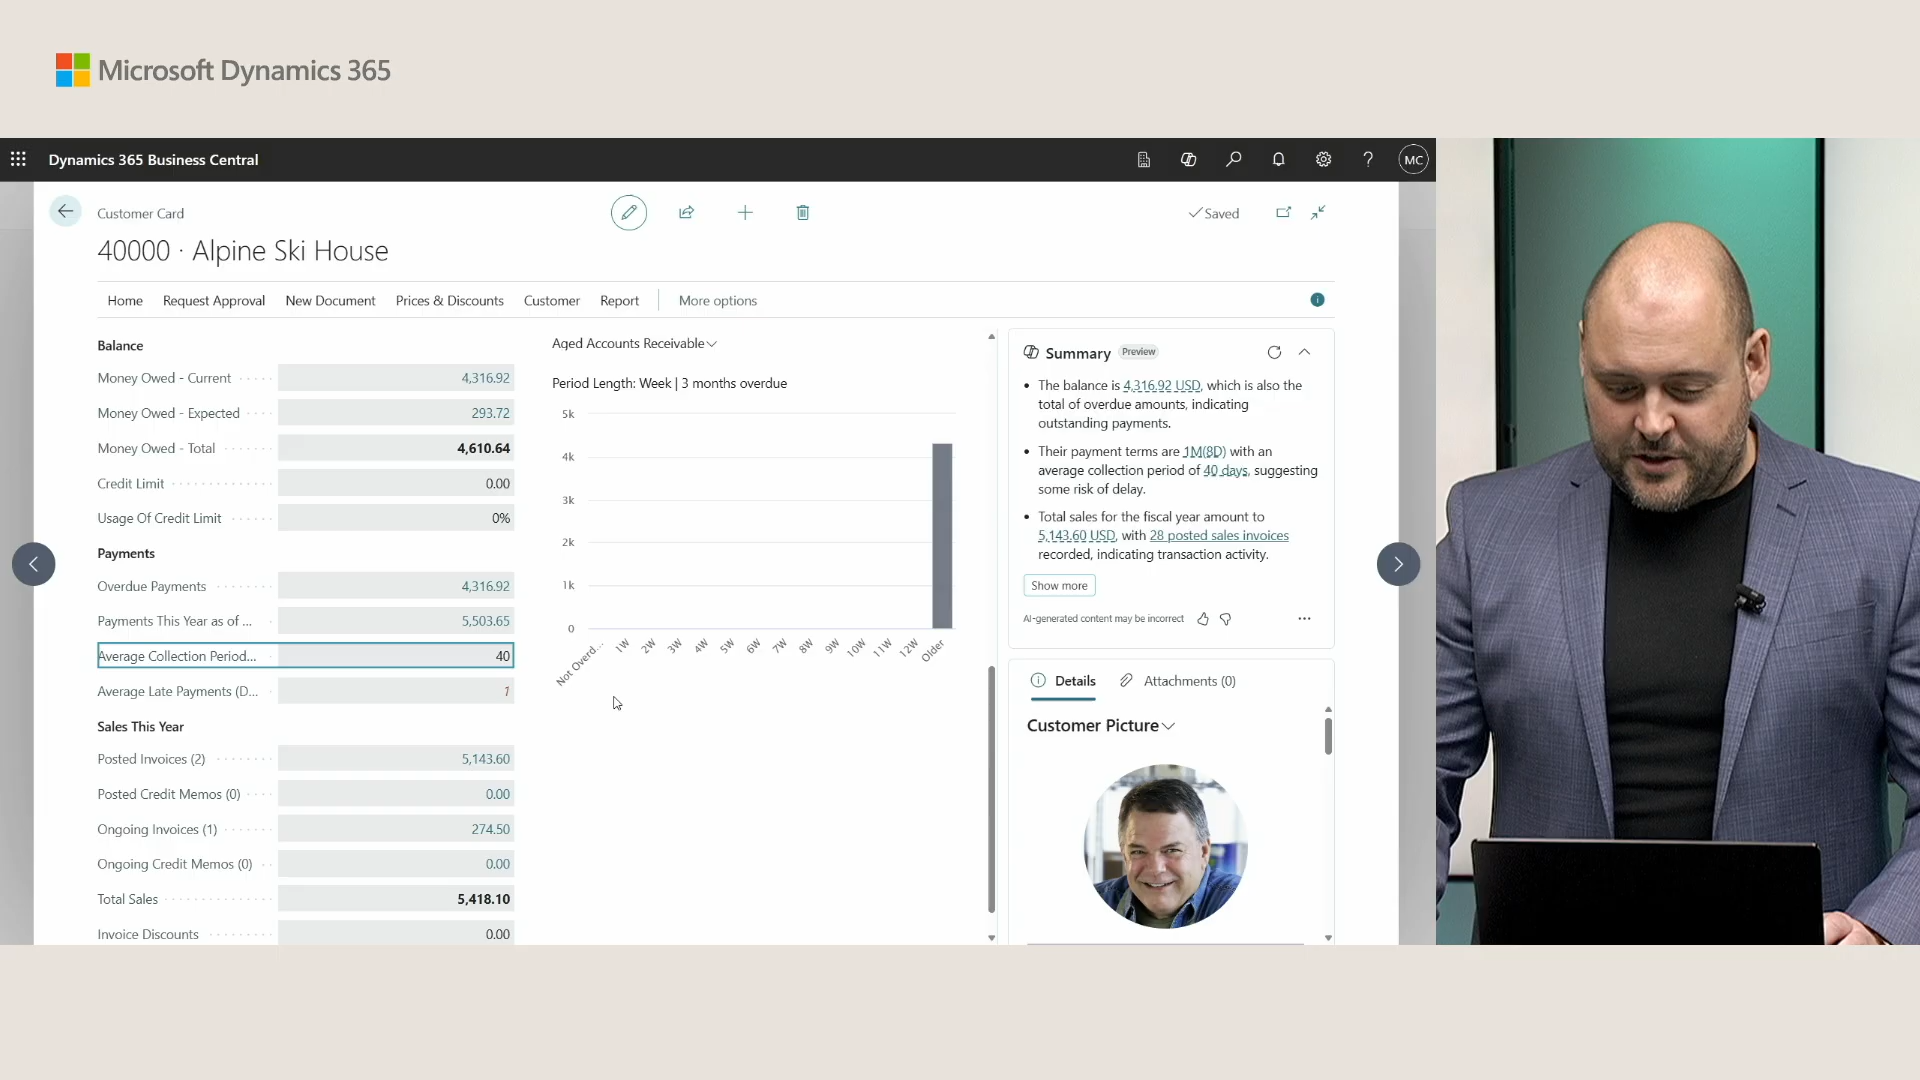 Microsoft Dynamics 365
Dynamics 365 Business Central
MC
Customer Card
Saved
40000 · Alpine Ski House
Home
Request Approval
New Document
Prices & Discounts
Customer
Report
More options
Balance
Money Owed - Current
4,316.92
Money Owed - Expected
293.72
Money Owed - Total
4,610.64
Credit Limit
0.00
Usage Of Credit Limit
0%
Payments
Overdue Payments
4,316.92
Payments This Year as of ...
5,503.65
Average Collection Period...
40
Average Late Payments (D...
1
Sales This Year
Posted Invoices (2)
5,143.60
Posted Credit Memos (0)
0.00
Ongoing Invoices (1)
274.50
Ongoing Credit Memos (0)
0.00
Total Sales
5,418.10
Invoice Discounts
0.00
Aged Accounts Receivable
Period Length: Week | 3 months overdue
5k
4k
3k
2k
1k
0
Not Overd...
1W
2W
3W
4W
5W
6W
7W
8W
9W
10W
11W
12W
Older
Summary
Preview
The balance is 4,316.92 USD, which is also the
total of overdue amounts, indicating
outstanding payments.
Their payment terms are 1M(8D) with an
average collection period of 40 days, suggesting
some risk of delay.
Total sales for the fiscal year amount to
5,143.60 USD, with 28 posted sales invoices
recorded, indicating transaction activity.
Show more
AI-generated content may be incorrect
Details
Attachments (0)
Customer Picture